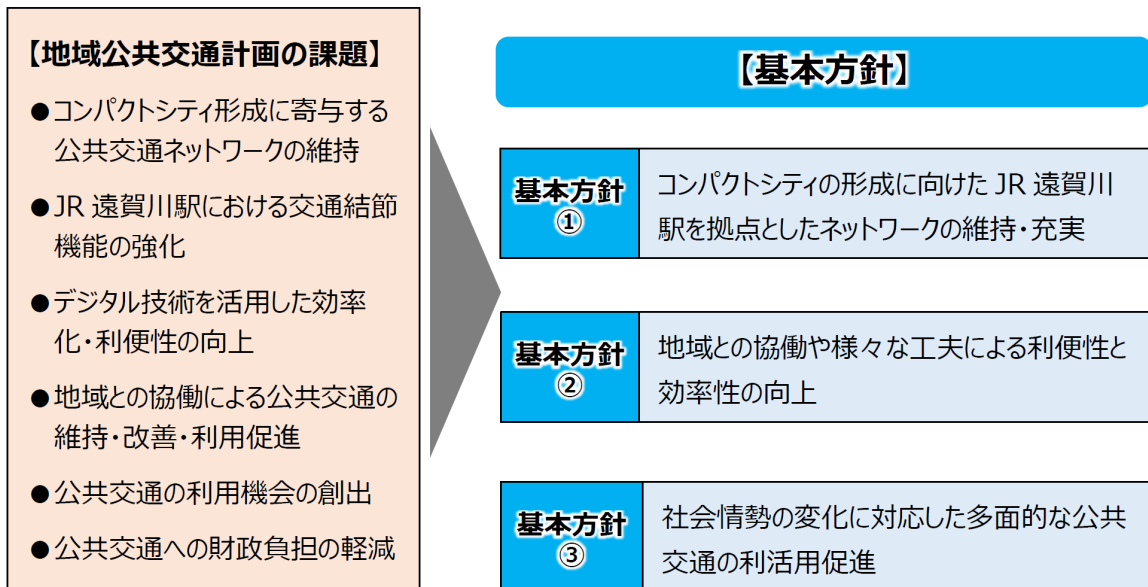 【地域公共交通計画の課題】
●コンパクトシティ形成に寄与する
公共交通ネットワークの維持
●JR 遠賀川駅における交通結節
機能の強化
●デジタル技術を活用した効率
化・利便性の向上
●地域との協働による公共交通の
維持・改善・利用促進
●公共交通の利用機会の創出
●公共交通への財政負担の軽減
【基本方針】
基本方針
①
コンパクトシティの形成に向けた JR 遠賀川
駅を拠点としたネットワークの維持・充実
基本方針
②
地域との協働や様々な工夫による利便性と
効率性の向上
基本方針
③
社会情勢の変化に対応した多面的な公共
交通の利活用促進